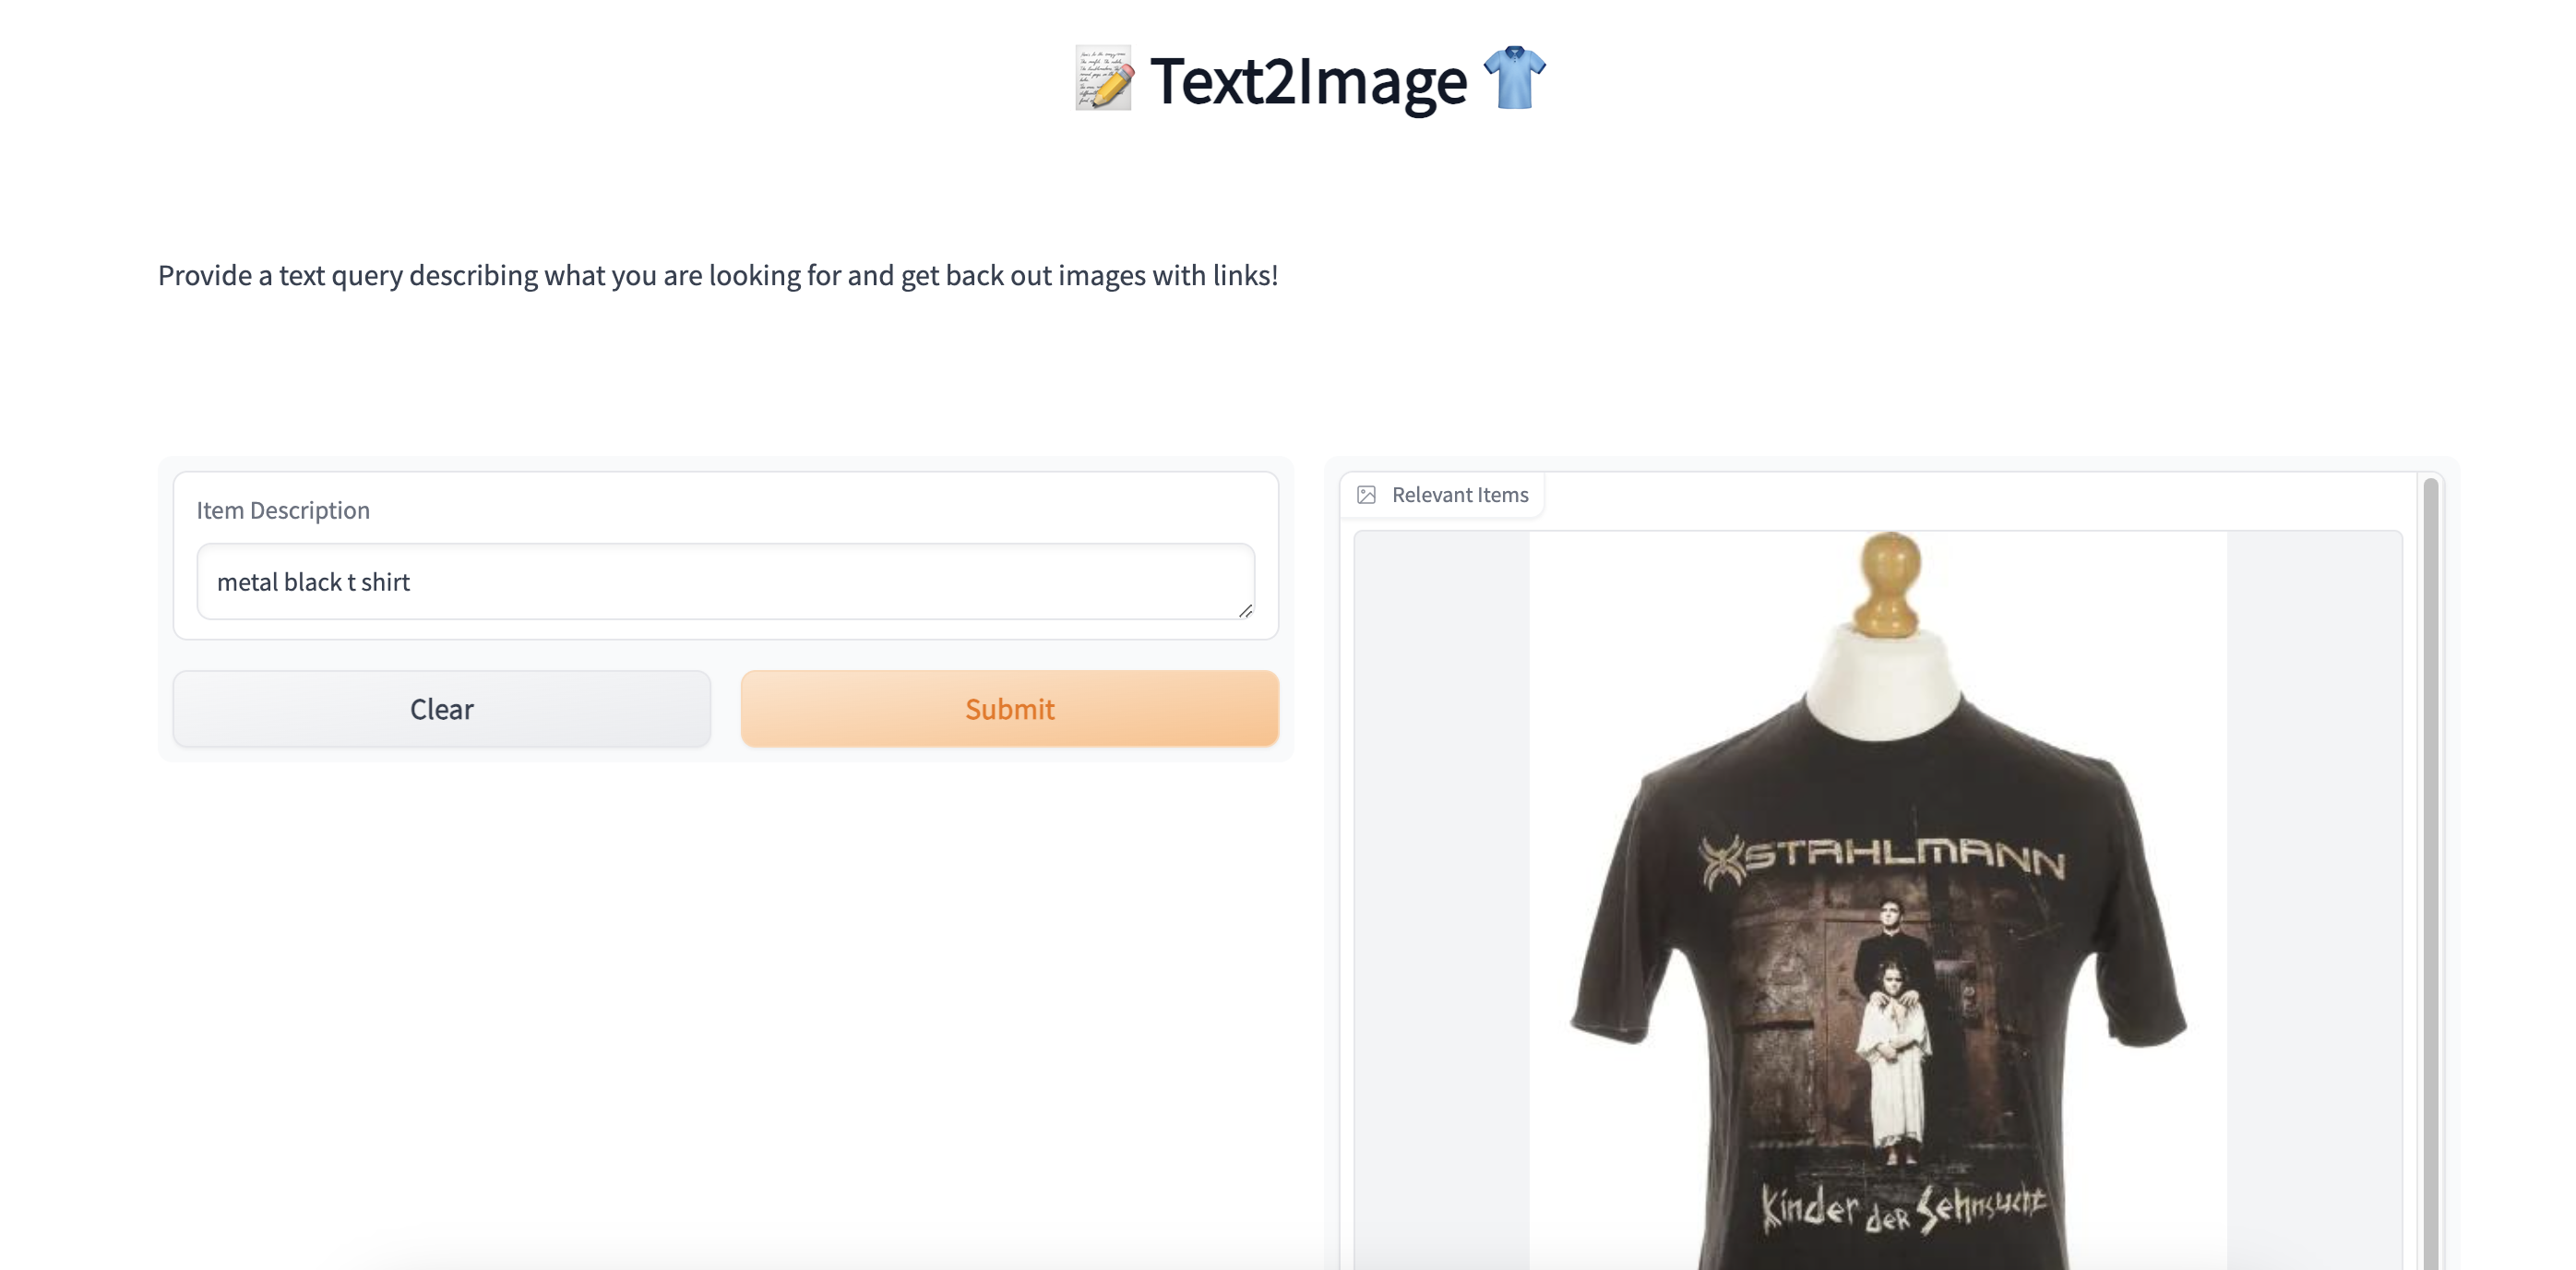 Text2Image
Provide a text query describing what you are looking for and get back out images with links!
Item Description
metal black t shirt
Clear
Submit
Relevant Items
STAHLMANN
Kinder der Sehnsucht